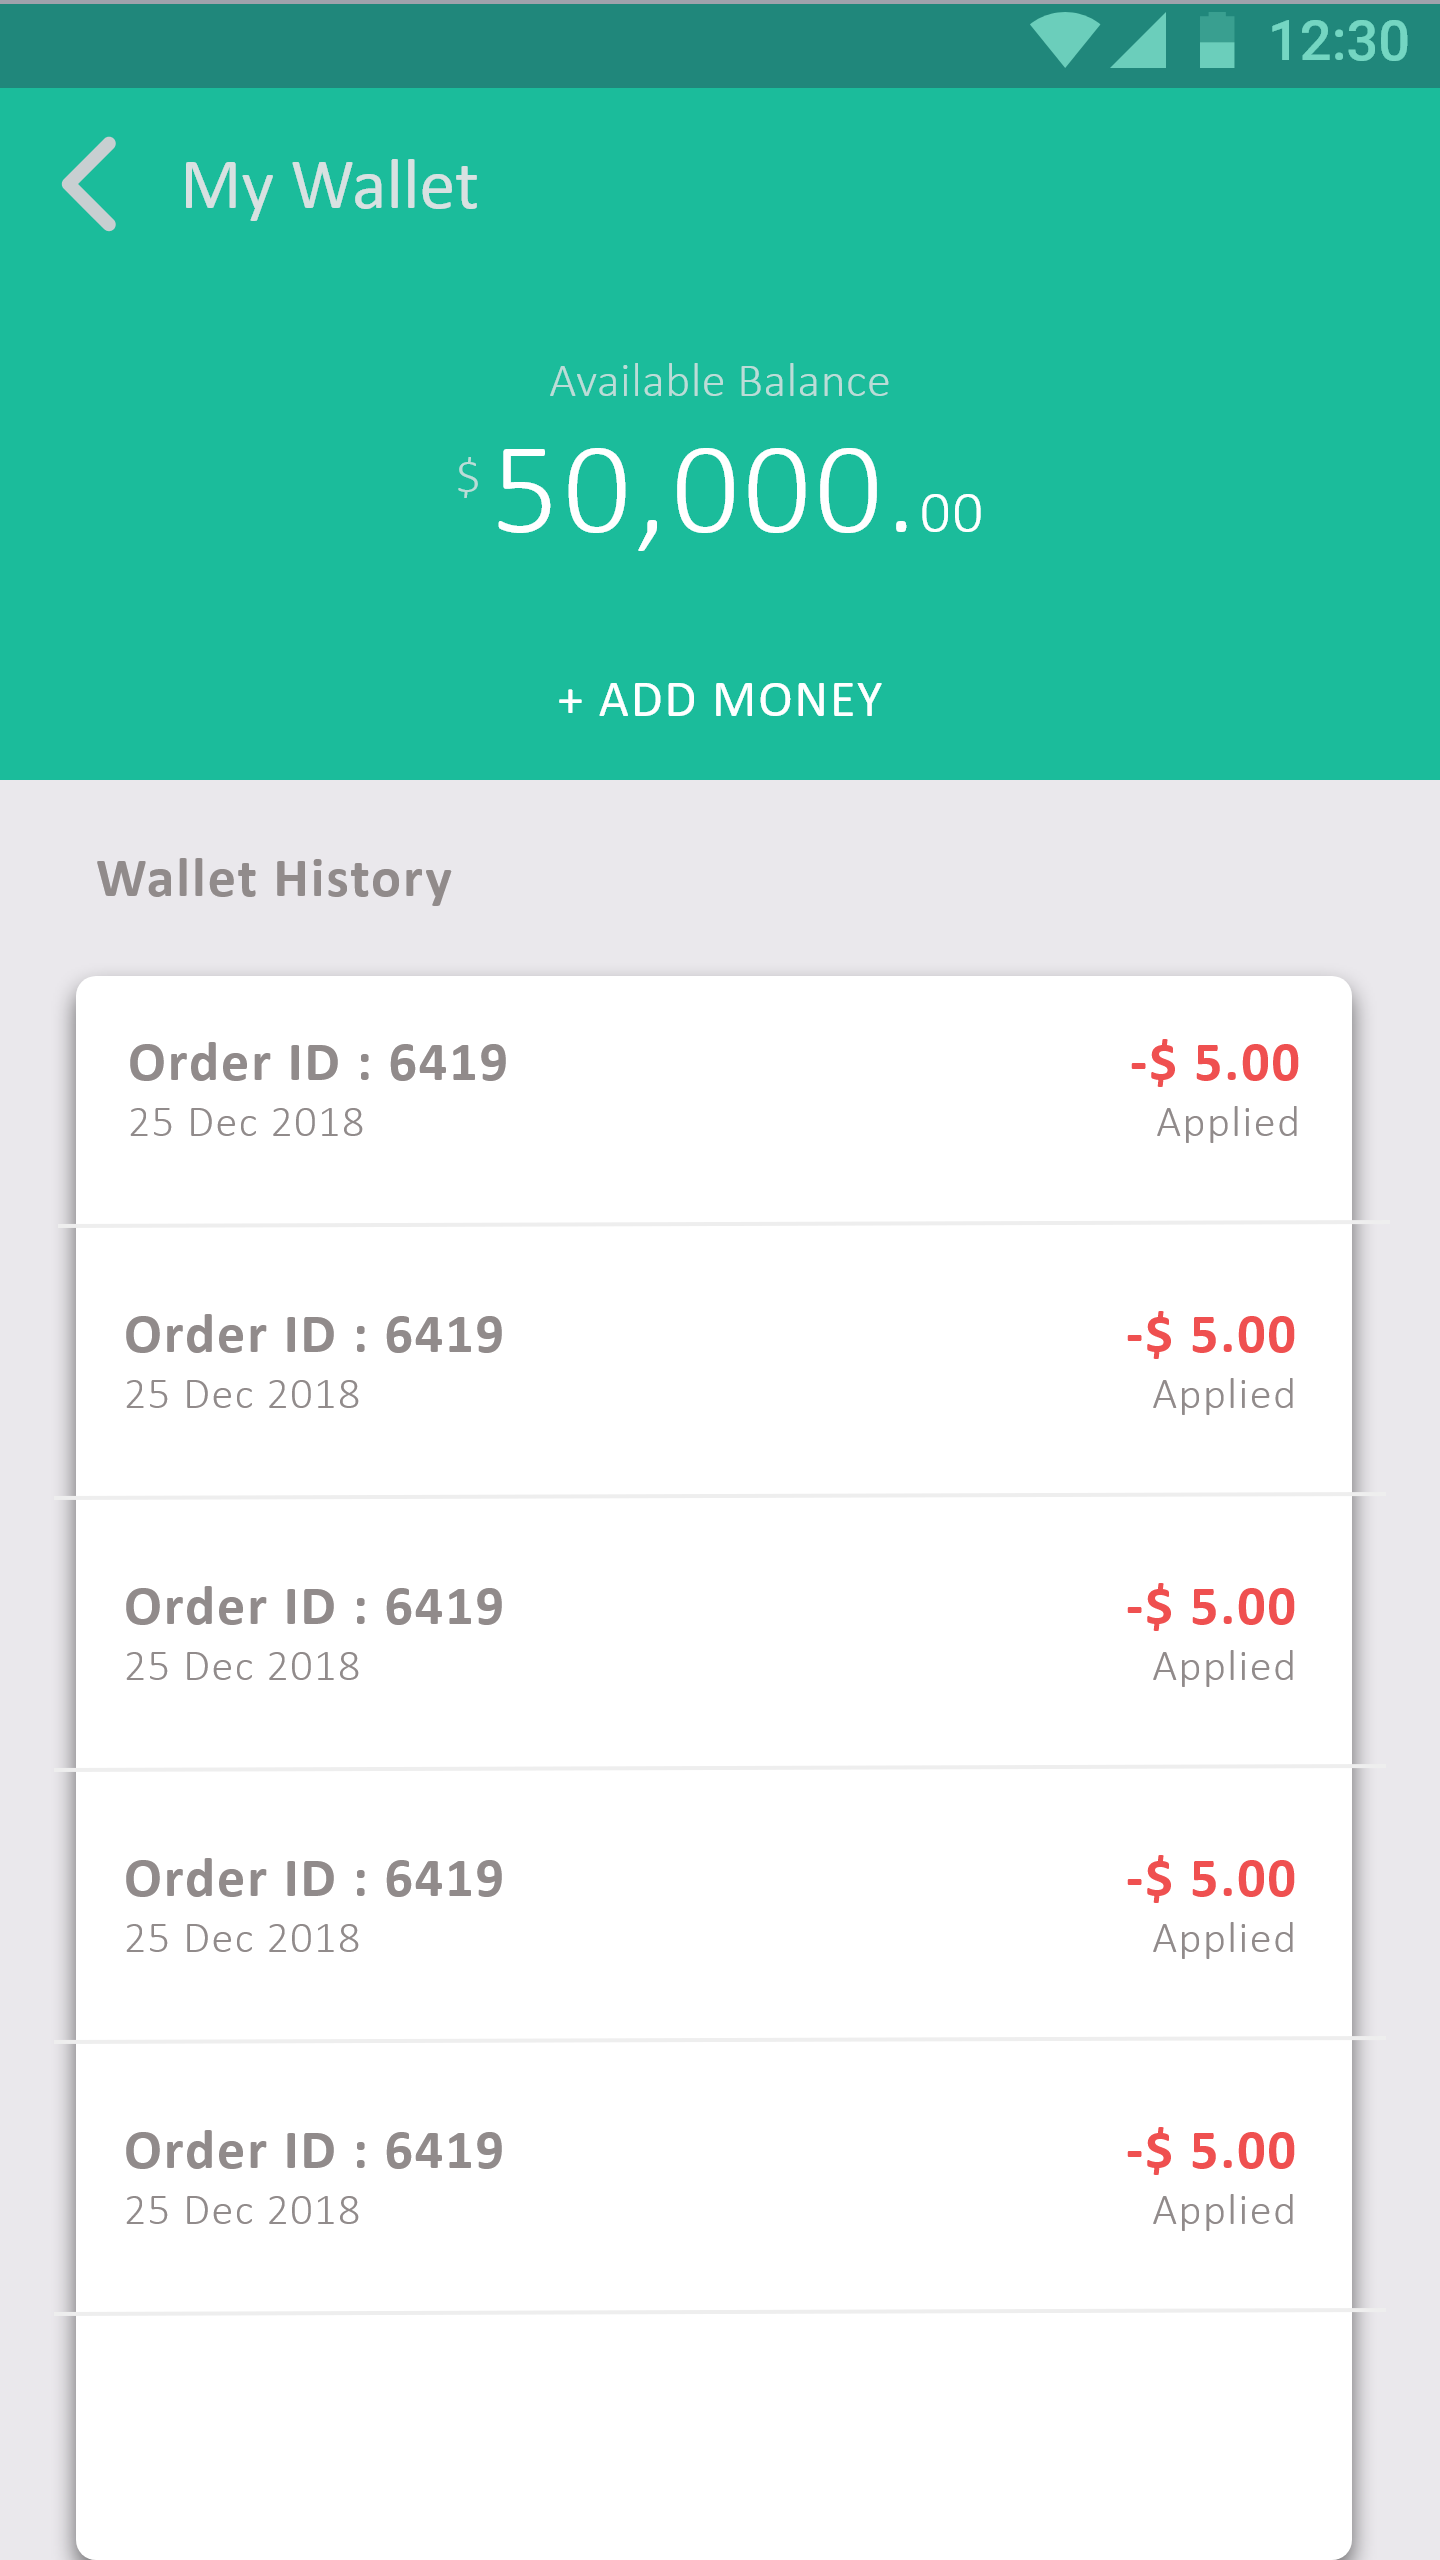 12:30
My Wallet
Available Balance
$ 50,000.00
+ ADD MONEY
Wallet History
Order ID : 6419 -$ 5.00
25 Dec 2018 Applied
Order ID : 6419 -$ 5.00
25 Dec 2018 Applied
Order ID : 6419 -$ 5.00
25 Dec 2018 Applied
Order ID : 6419 -$ 5.00
25 Dec 2018 Applied
Order ID : 6419 -$ 5.00
25 Dec 2018 Applied